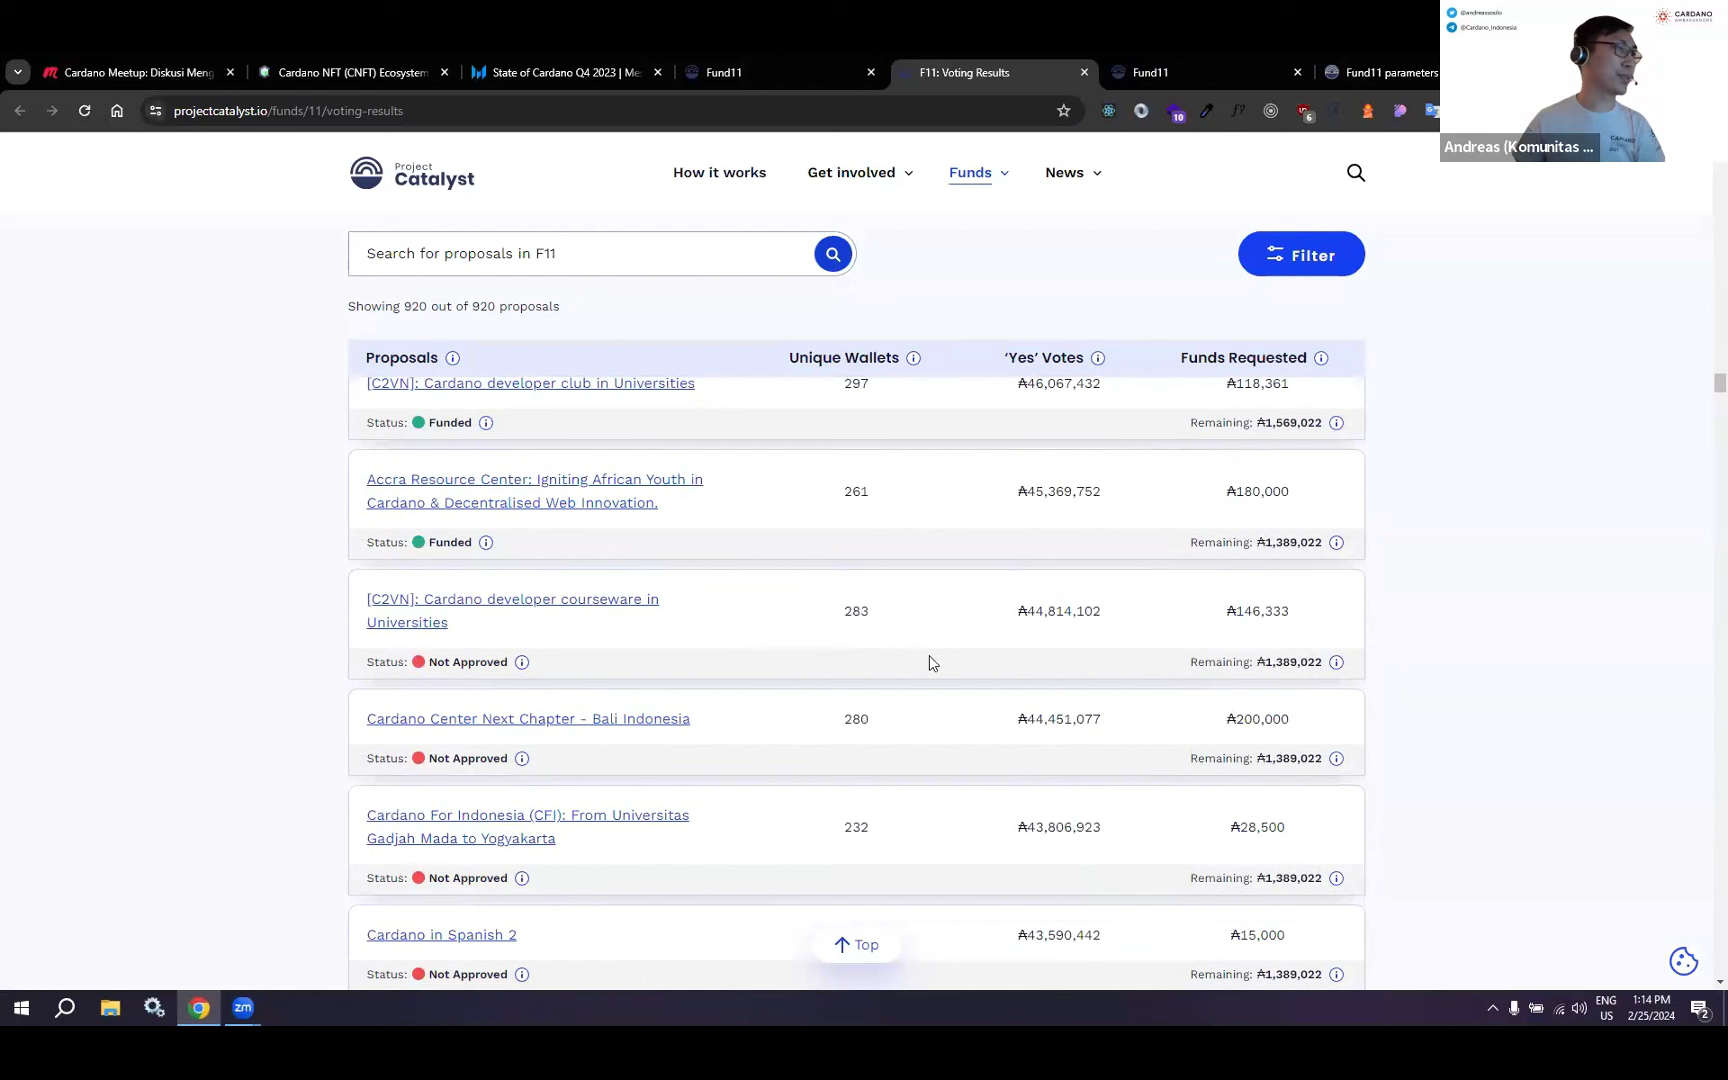 @andreassosilo
@Cardano_Indonesia
CARDANO
AMBASSADORS
Andreas (Komunitas ...
Cardano Meetup: Diskusi Meng
Cardano NFT (CNFT) Ecosystem
State of Cardano Q4 2023 | Me
Fund11
F11: Voting Results
Fund11
Fund11 parameters
projectcatalyst.io/funds/11/voting-results
10
6
Project
Catalyst
How it works
Get involved
Funds
News
Search for proposals in F11
Filter
Showing 920 out of 920 proposals
Proposals
Unique Wallets
‘Yes’ Votes
Funds Requested
[C2VN]: Cardano developer club in Universities
297
₳46,067,432
₳118,361
Status: Funded
Remaining: ₳1,569,022
Accra Resource Center: Igniting African Youth in
Cardano & Decentralised Web Innovation.
261
₳45,369,752
₳180,000
Status: Funded
Remaining: ₳1,389,022
[C2VN]: Cardano developer courseware in
Universities
283
₳44,814,102
₳146,333
Status: Not Approved
Remaining: ₳1,389,022
Cardano Center Next Chapter - Bali Indonesia
280
₳44,451,077
₳200,000
Status: Not Approved
Remaining: ₳1,389,022
Cardano For Indonesia (CFI): From Universitas
Gadjah Mada to Yogyakarta
232
₳43,806,923
₳28,500
Status: Not Approved
Remaining: ₳1,389,022
Cardano in Spanish 2
₳43,590,442
₳15,000
Status: Not Approved
Remaining: ₳1,389,022
Top
zm
ENG
US
1:14 PM
2/25/2024
2